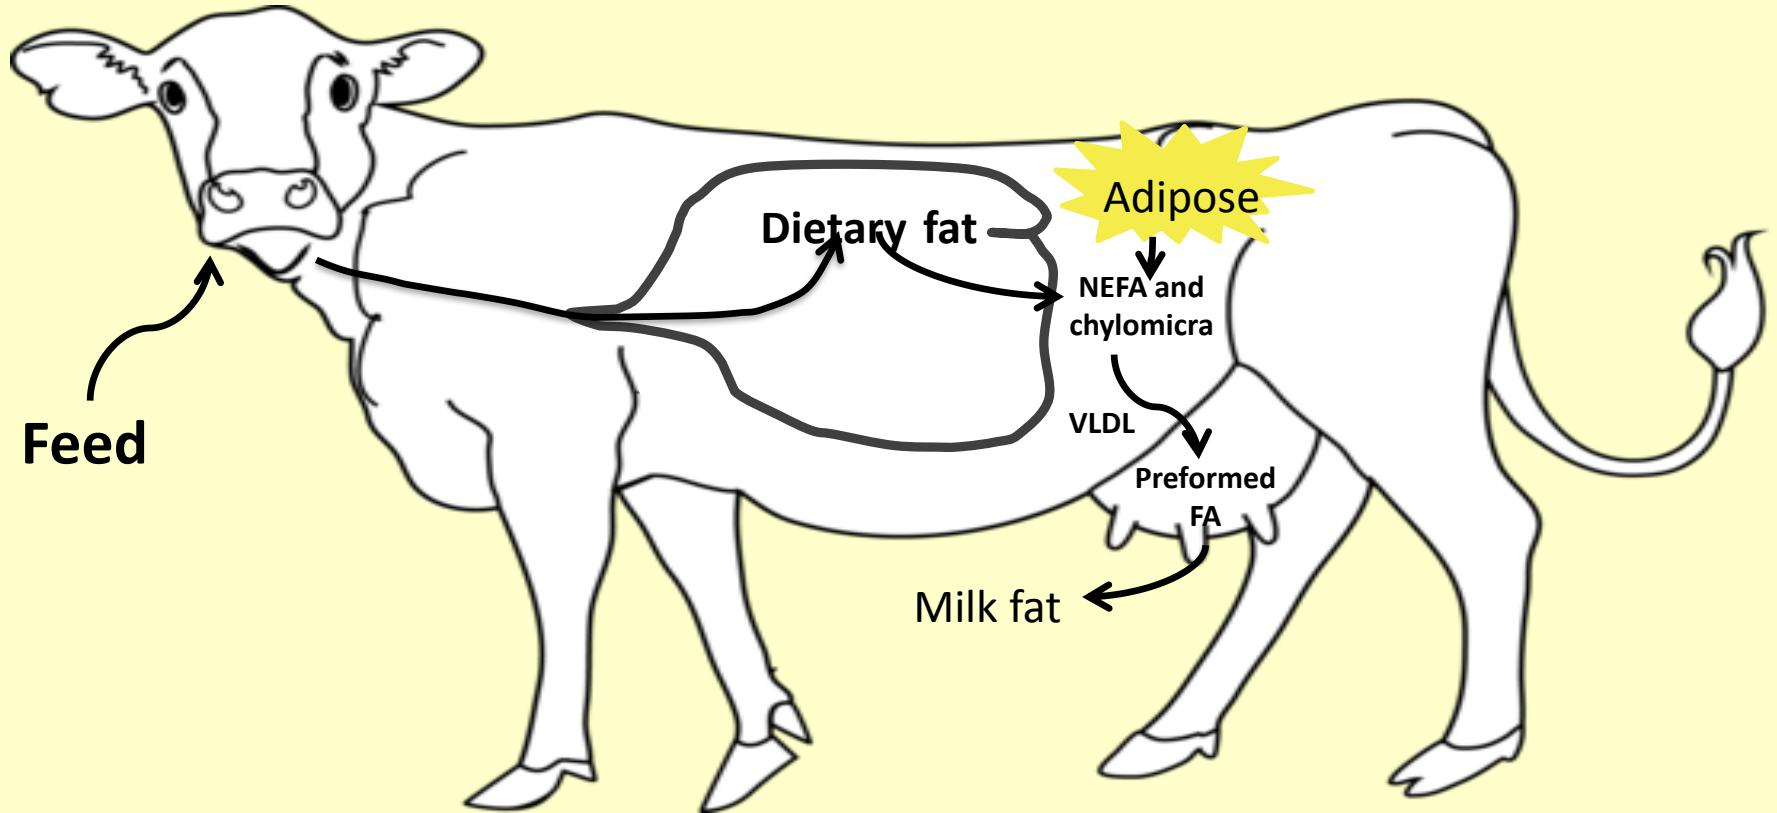 Adipose
Dietary fat
NEFA and
chylomicra
VLDL
Feed
Preformed
FA
Milk fat